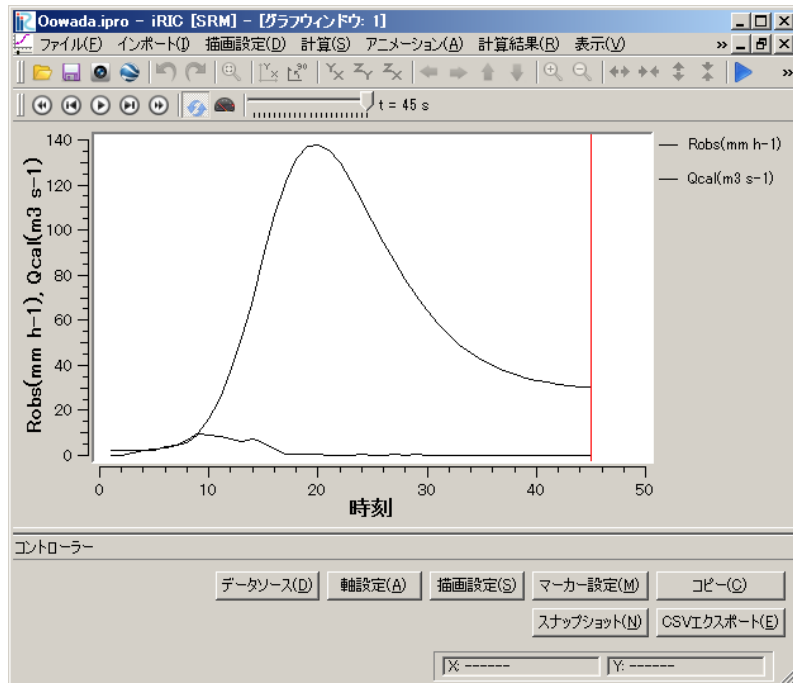 Oowada.ipro - iRIC [SRM] - [グラフウィンドウ: 1]
ファイル(F) インポート(I) 描画設定(D) 計算(S) アニメーション(A) 計算結果(R) 表示(V) »
»
t = 45 s
Robs(mm h-1), Qcal(m3 s-1)
140
120
100
80
60
40
20
0
0 10 20 30 40 50
時刻
Robs(mm h-1)
Qcal(m3 s-1)
コントローラー
データソース(D) 軸設定(A) 描画設定(S) マーカー設定(M) コピー(C)
スナップショット(N) CSVエクスポート(E)
X: ------ Y: ------